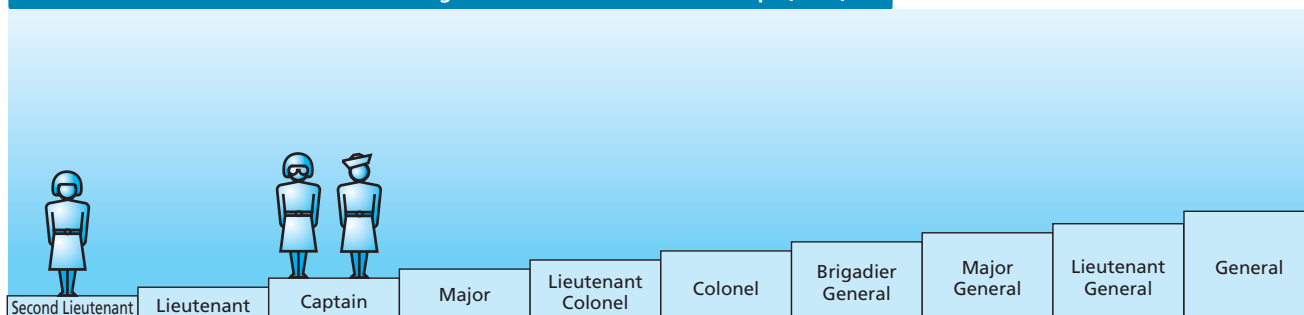 Second Lieutenant
Lieutenant
Captain
Major
Lieutenant
Colonel
Colonel
Brigadier
General
Major
General
Lieutenant
General
General